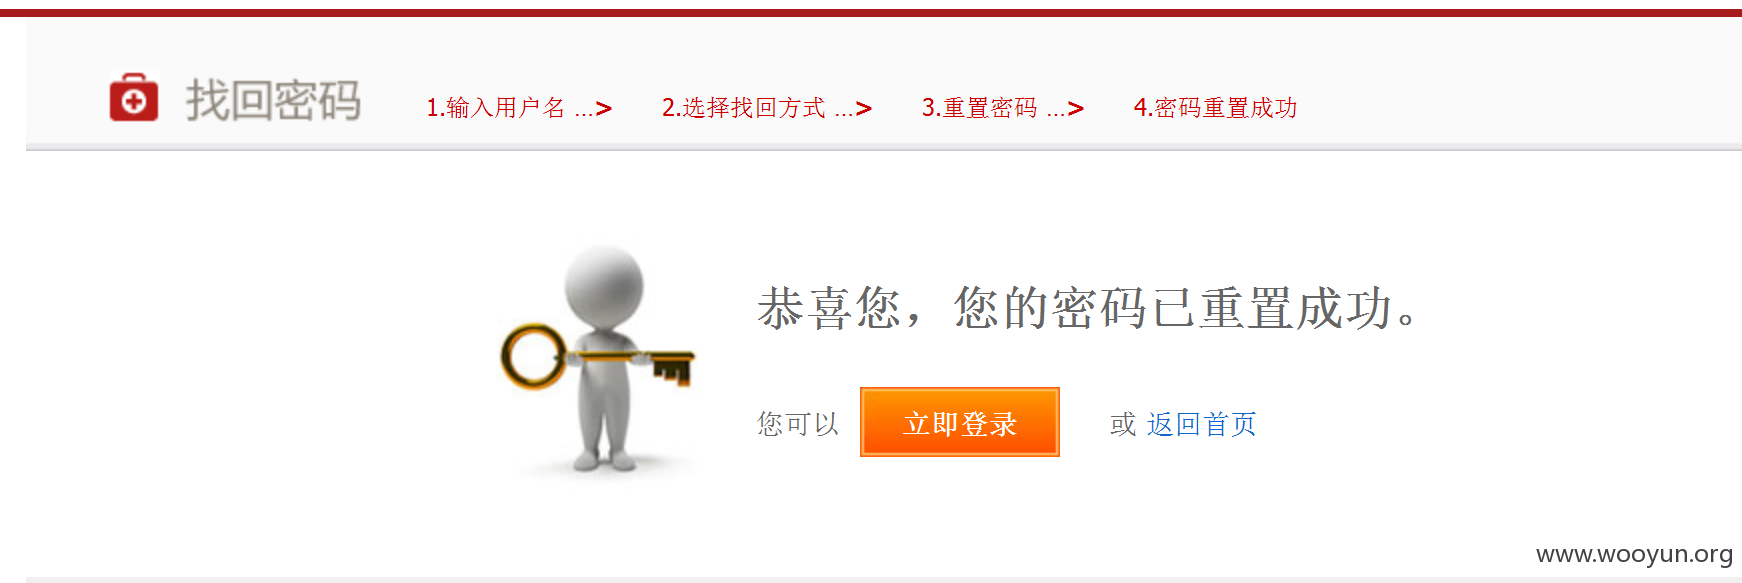 找回密码 1.输入用户名 ...> 2.选择找回方式 ...> 3.重置密码 ...> 4.密码重置成功
恭喜您，您的密码已重置成功。
您可以 立即登录 或 返回首页
www.wooyun.org